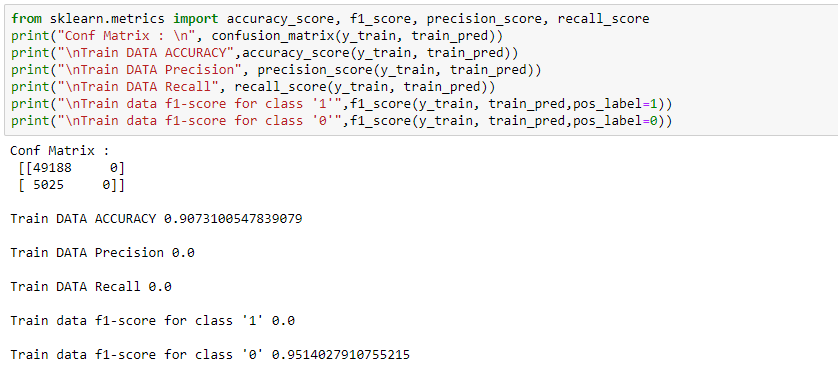 from sklearn.metrics import accuracy_score, f1_score, precision_score, recall_score
print("Conf Matrix : \n", confusion_matrix(y_train, train_pred))
print("\nTrain DATA ACCURACY",accuracy_score(y_train, train_pred))
print("\nTrain DATA Precision", precision_score(y_train, train_pred))
print("\nTrain DATA Recall", recall_score(y_train, train_pred))
print("\nTrain data f1-score for class '1'",f1_score(y_train, train_pred,pos_label=1))
print("\nTrain data f1-score for class '0'",f1_score(y_train, train_pred,pos_label=0))
Conf Matrix :
 [[49188     0]
 [ 5025     0]]
Train DATA ACCURACY 0.9073100547839079
Train DATA Precision 0.0
Train DATA Recall 0.0
Train data f1-score for class '1' 0.0
Train data f1-score for class '0' 0.9514027910755215